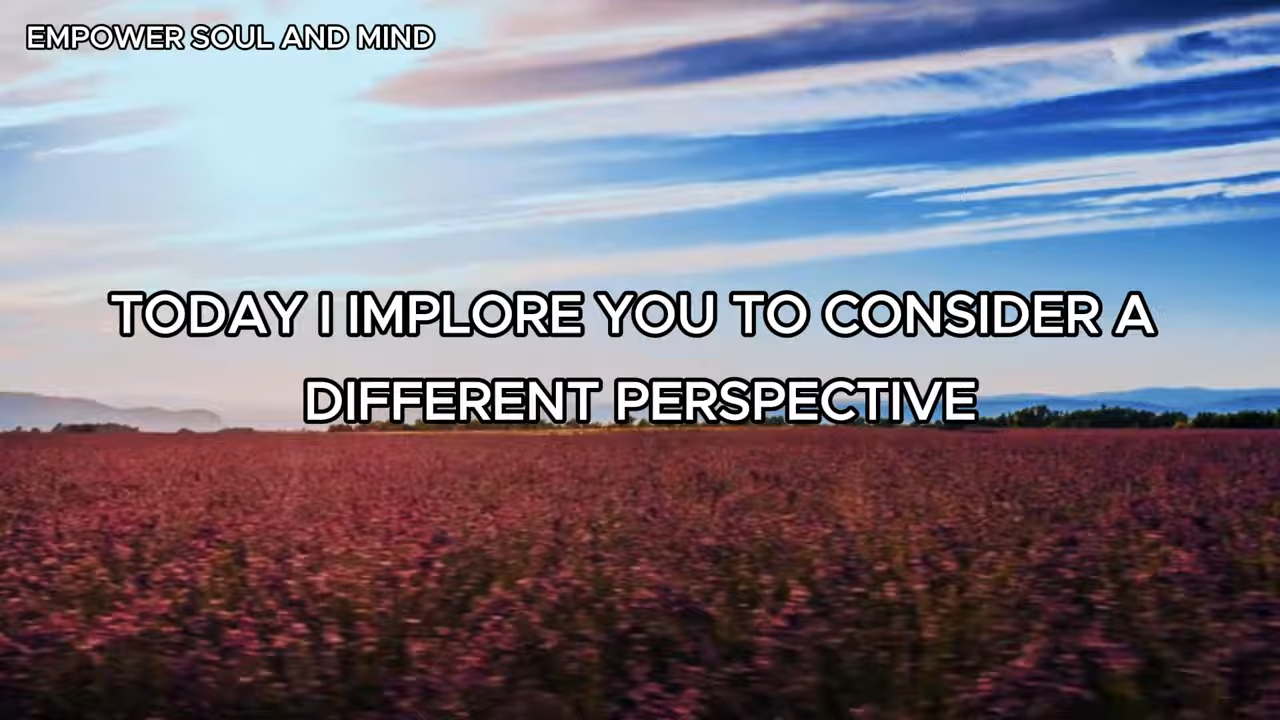 EMPOWER SOUL AND MIND
TODAY I IMPLORE YOU TO CONSIDER A
DIFFERENT PERSPECTIVE